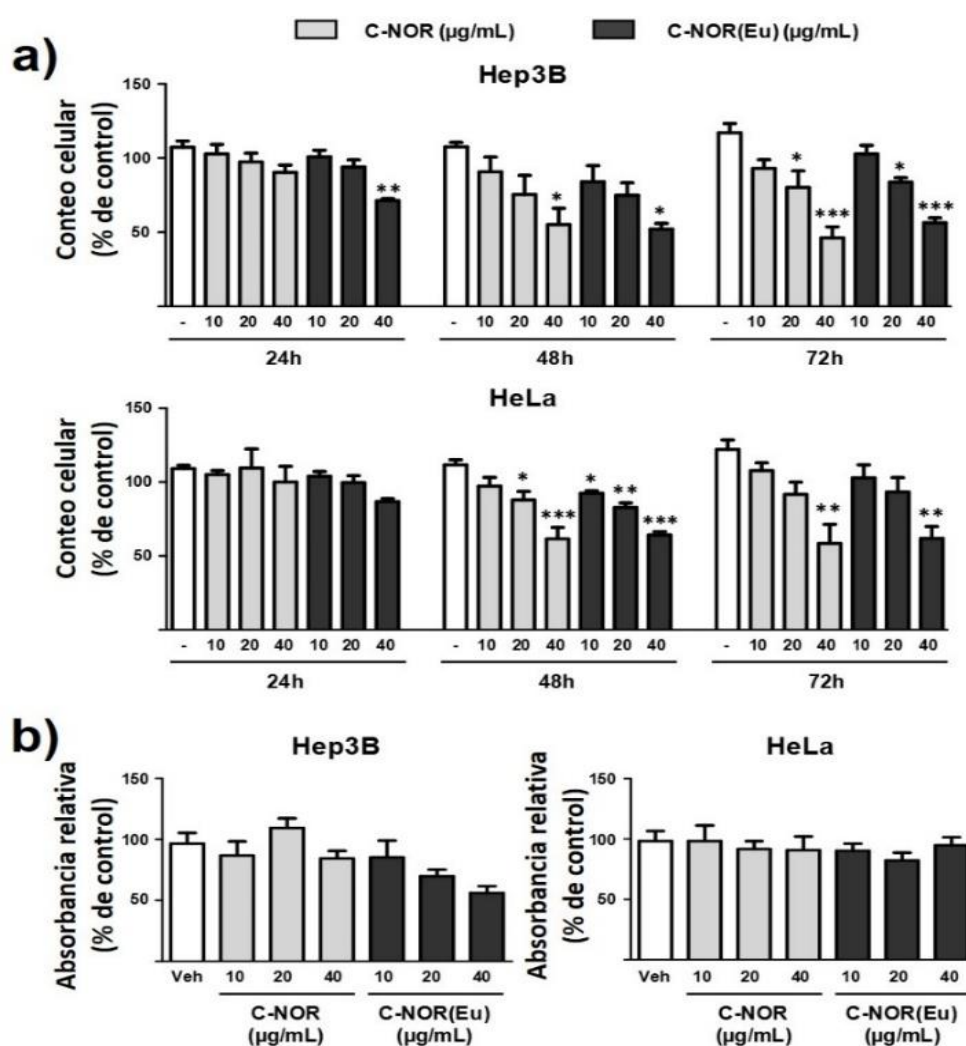 C-NOR (µg/mL) C-NOR(Eu) (µg/mL)
a)
Hep3B
Conteo celular
(% de control)
150
100
50
** * * * *** * ***
- 10 20 40 10 20 40 - 10 20 40 10 20 40 - 10 20 40 10 20 40
24h 48h 72h
HeLa
Conteo celular
(% de control)
150
100
50
* *** * ** *** ** **
- 10 20 40 10 20 40 - 10 20 40 10 20 40 - 10 20 40 10 20 40
24h 48h 72h
b)
Hep3B
Absorbancia relativa
(% de control)
150
100
50
Veh 10 20 40 10 20 40
C-NOR C-NOR(Eu)
(µg/mL) (µg/mL)
HeLa
Absorbancia relativa
(% de control)
150
100
50
Veh 10 20 40 10 20 40
C-NOR C-NOR(Eu)
(µg/mL) (µg/mL)